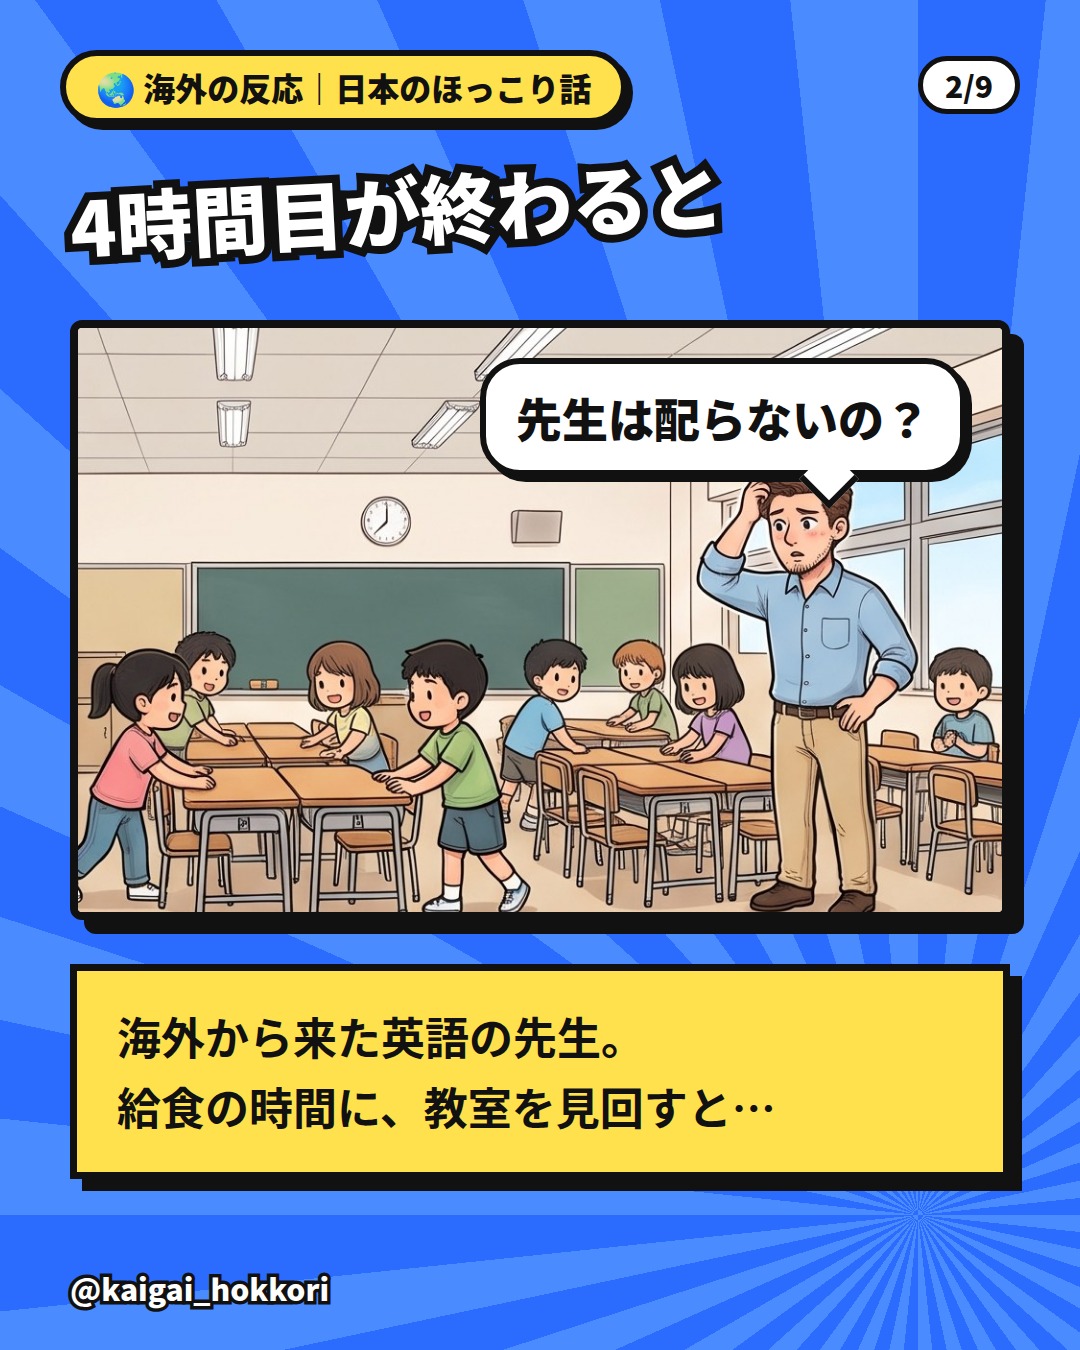 🌏 海外の反応｜日本のほっこり話
2/9
4時間目が終わると
先生は配らないの？
海外から来た英語の先生。
給食の時間に、教室を見回すと…
@kaigai_hokkori